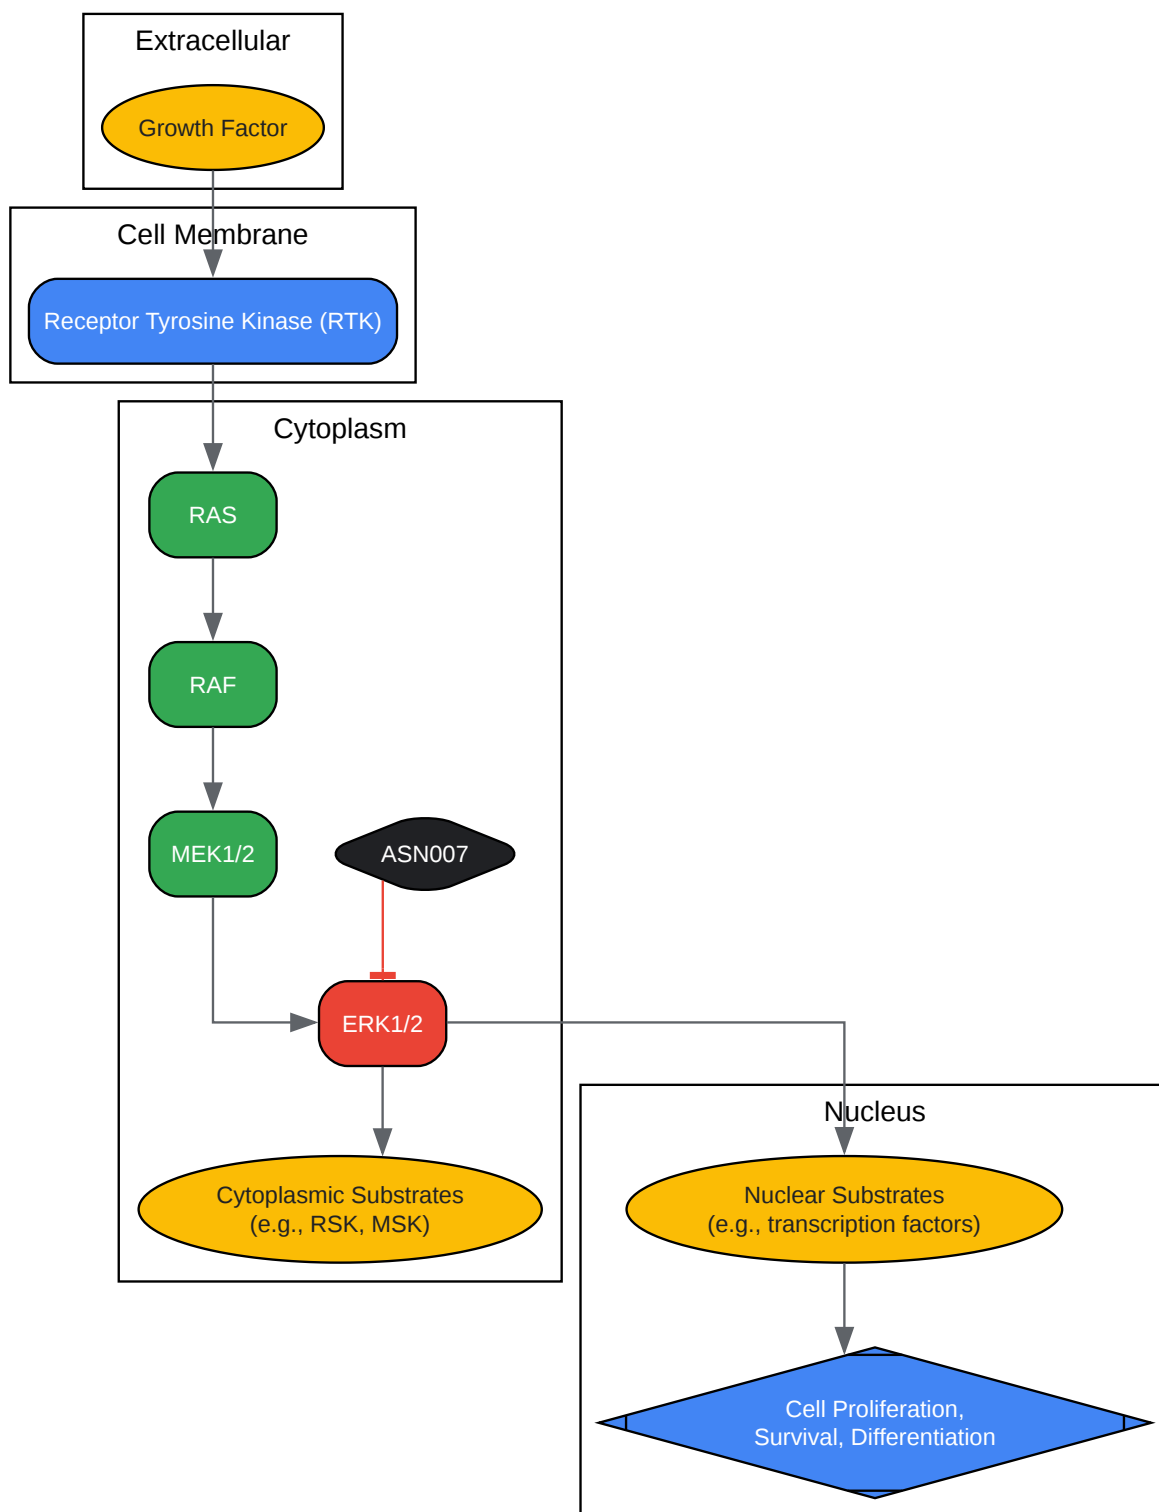 Extracellular
Growth Factor
Cell Membrane
Receptor Tyrosine Kinase (RTK)
Cytoplasm
RAS
RAF
MEK1/2
ASN007
ERK1/2
Cytoplasmic Substrates
(e.g., RSK, MSK)
Nucleus
Nuclear Substrates
(e.g., transcription factors)
Cell Proliferation,
Survival, Differentiation